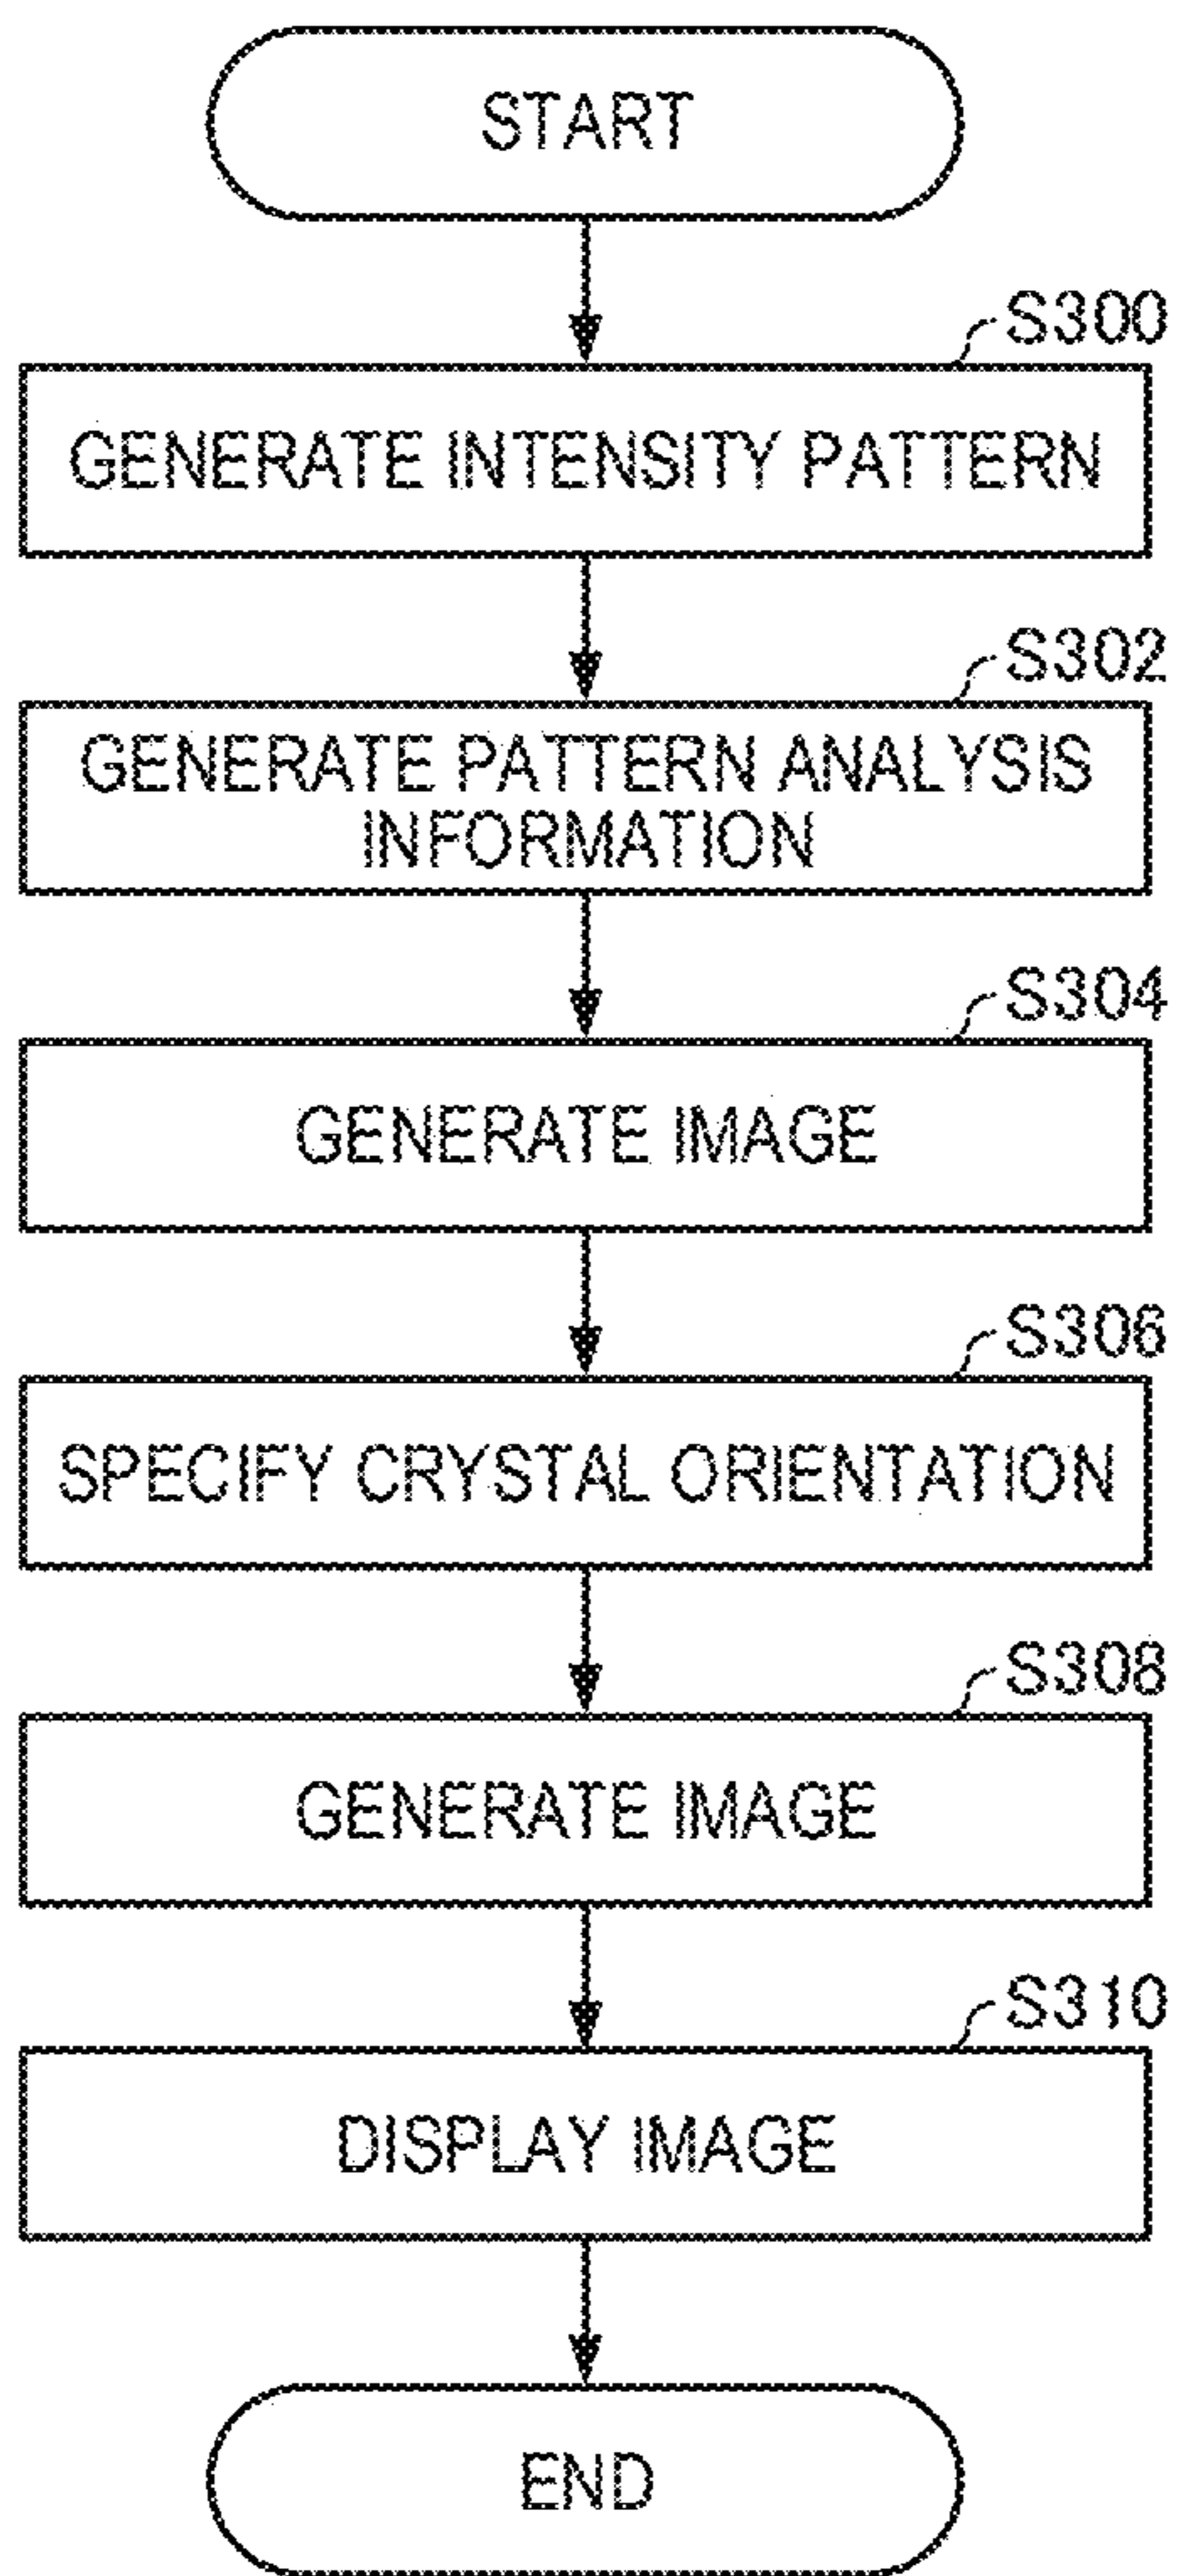 START
S300
GENERATE INTENSITY PATTERN
S302
GENERATE PATTERN ANALYSIS
INFORMATION
S304
GENERATE IMAGE
S306
SPECIFY CRYSTAL ORIENTATION
S308
GENERATE IMAGE
S310
DISPLAY IMAGE
END